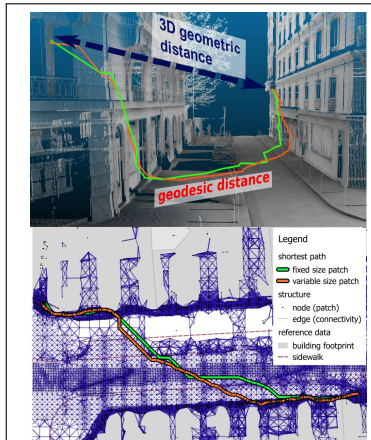 3D geometric
distance
geodesic distance
Legend
shortest path
fixed size patch
variable size patch
structure
node (patch)
edge (connectivity)
reference data
building footprint
sidewalk